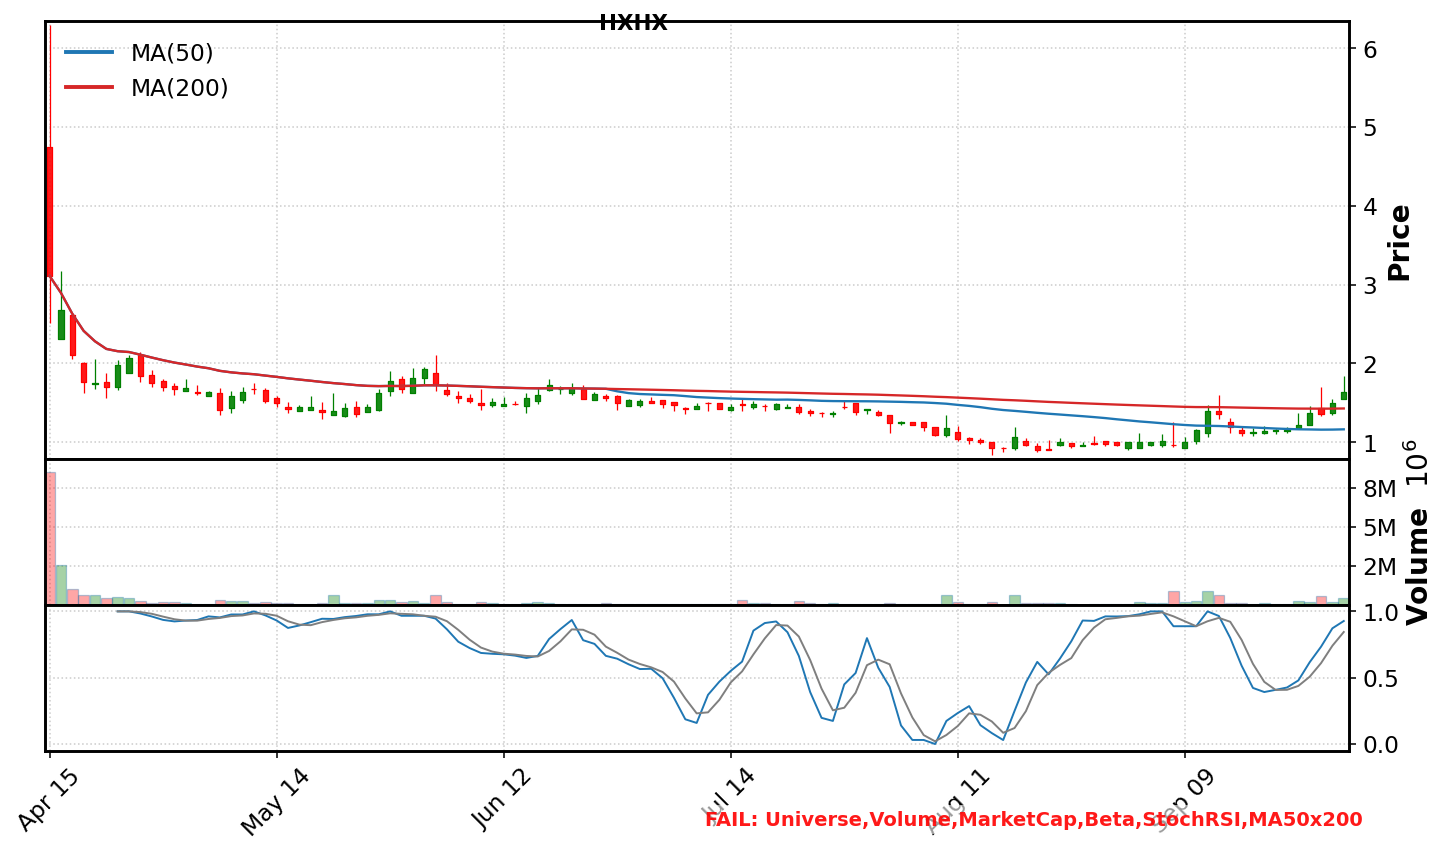 HXHX
MA(50)
MA(200)
6
5
4
3
2
1
Price
10⁶
8M
5M
2M
Volume
1.0
0.5
0.0
Apr 15
May 14
Jun 12
Jul 14
Aug 11
Sep 09
FAIL: Universe,Volume,MarketCap,Beta,StochRSI,MA50x200